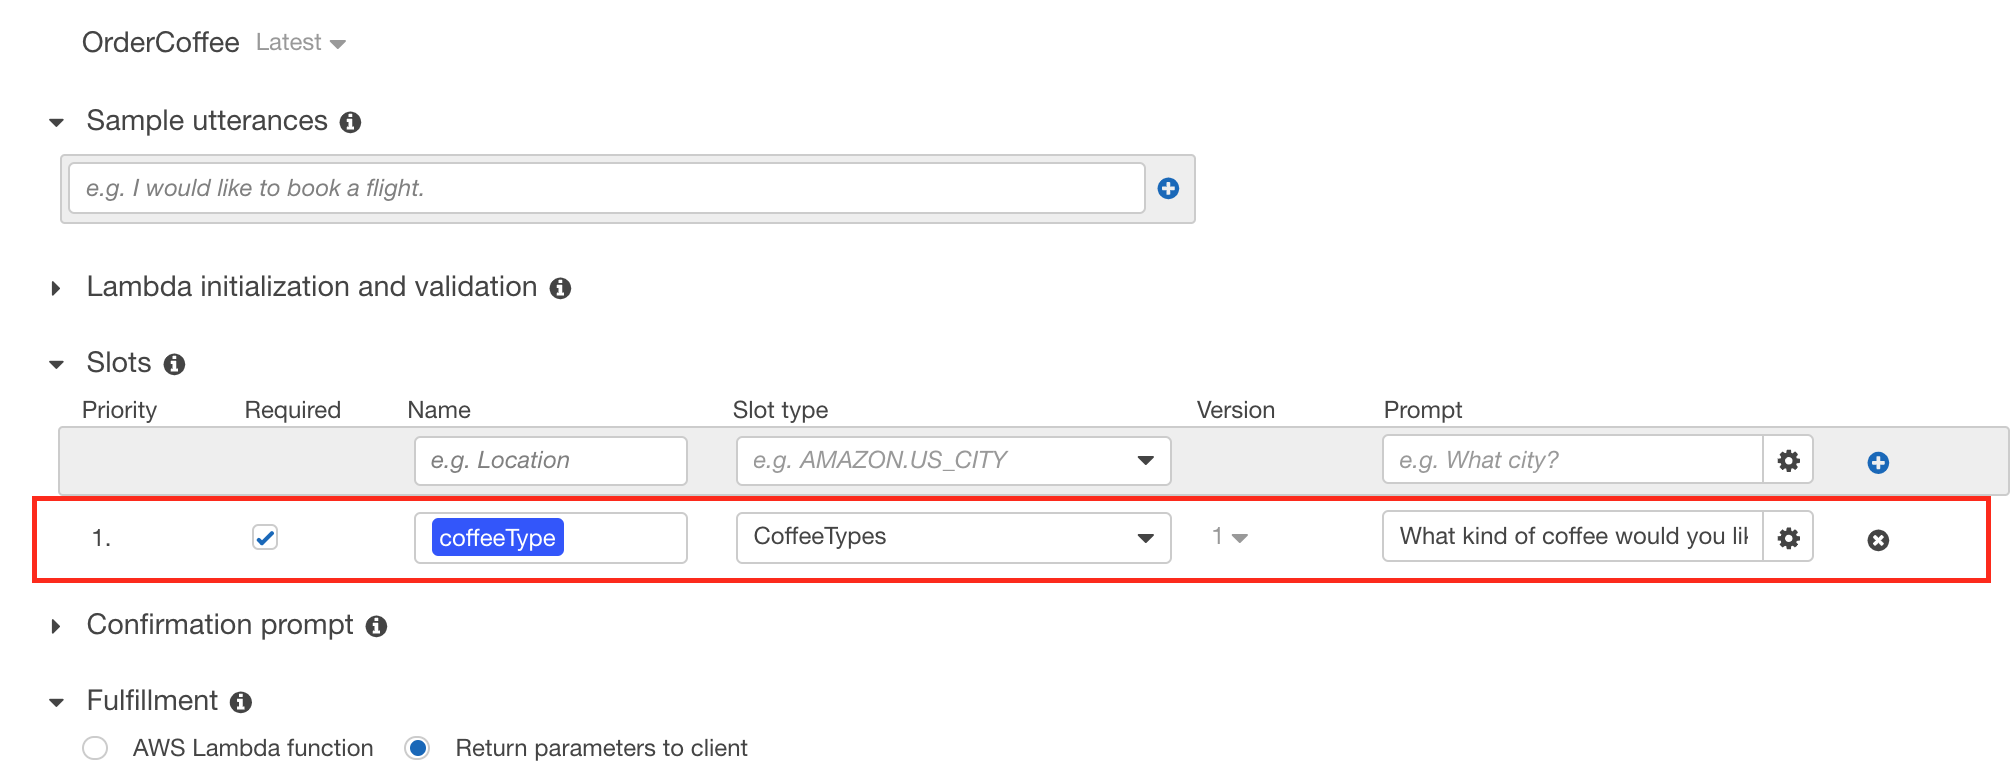 OrderCoffee Latest
Sample utterances
e.g. I would like to book a flight.
Lambda initialization and validation
Slots
Priority Required Name Slot type Version Prompt
e.g. Location e.g. AMAZON.US_CITY e.g. What city?
1. coffeeType CoffeeTypes 1 What kind of coffee would you
Confirmation prompt
Fulfillment
AWS Lambda function Return parameters to client